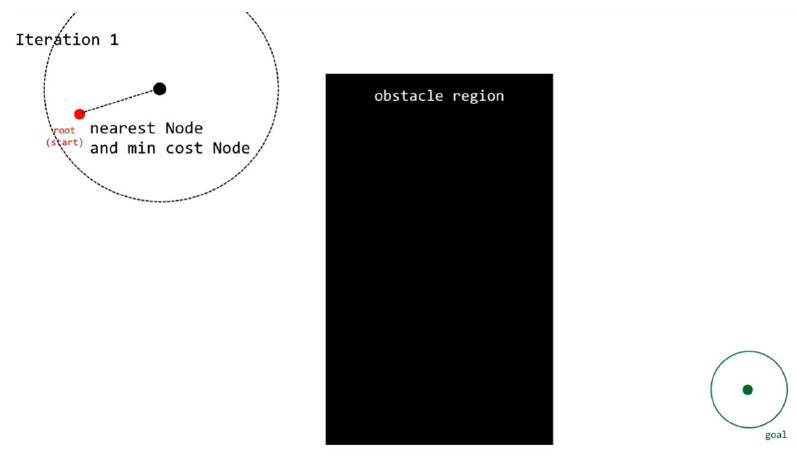 Iteration 1
obstacle region
root
(start)
nearest Node
and min cost Node
goal